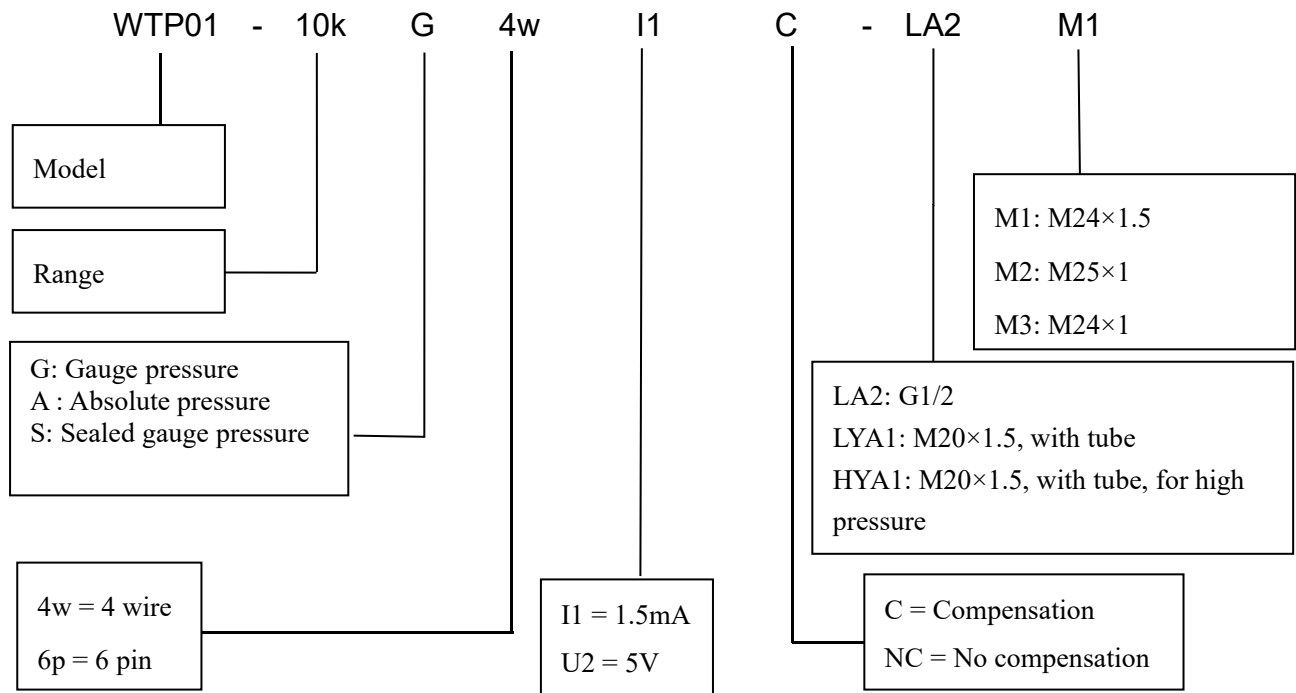 WTP01 - 10k G 4w I1 C - LA2 M1
Model
Range
G: Gauge pressure
A : Absolute pressure
S: Sealed gauge pressure
4w = 4 wire
6p = 6 pin
I1 = 1.5mA
U2 = 5V
C = Compensation
NC = No compensation
LA2: G1/2
LYA1: M20×1.5, with tube
HYA1: M20×1.5, with tube, for high
pressure
M1: M24×1.5
M2: M25×1
M3: M24×1